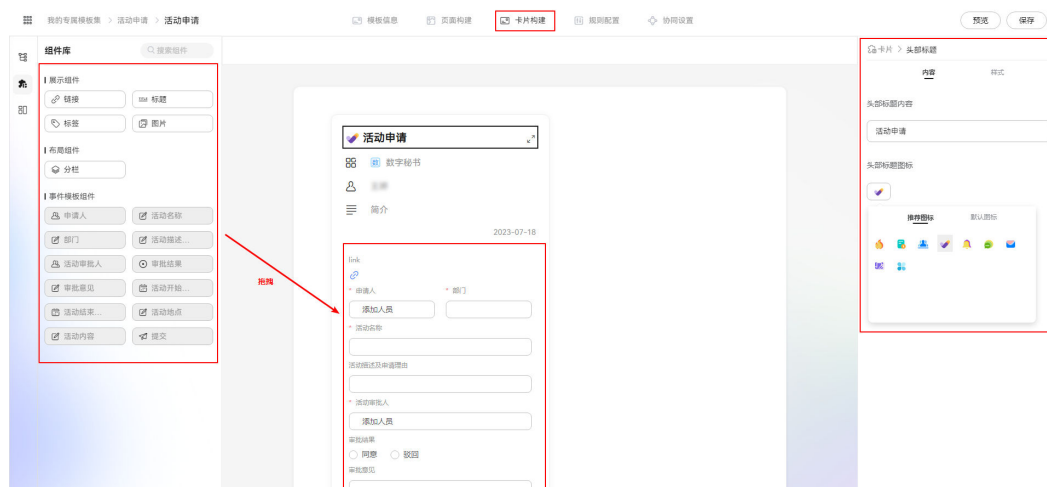 我的专属模板集 > 活动申请 > 活动申请
模板信息 页面构建 卡片构建 规则配置 协同设置
预览 保存
组件库 搜索组件
展示组件
链接 标题
标签 图片
布局组件
分栏
事件模板组件
申请人 活动名称
部门 活动描述...
活动审批人 审批结果
审批意见 活动开始...
活动结束... 活动地点
活动内容 提交
拖拽
活动申请
数字秘书
简介
2023-07-18
link
* 申请人 * 部门
添加人员
* 活动名称
活动描述及申请理由
* 活动审批人
添加人员
审批结果
同意 驳回
审批意见
卡片 > 头部标题
内容 样式
头部标题内容
活动申请
头部标题图标
推荐图标 默认图标